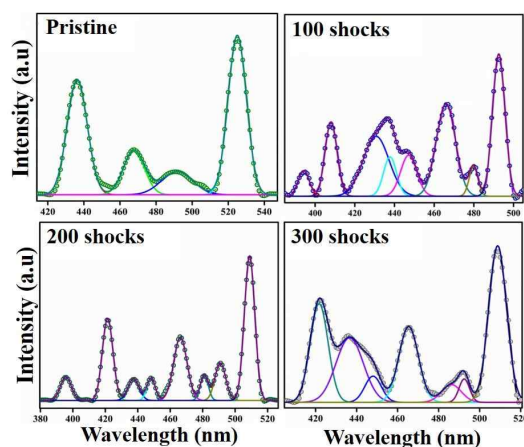 Pristine
100 shocks
Intensity (a.u)
420 440 460 480 500 520 540
400 420 440 460 480 500
200 shocks
300 shocks
Intensity (a.u)
380 400 420 440 460 480 500 520
420 440 460 480 500 520
Wavelength (nm)
Wavelength (nm)